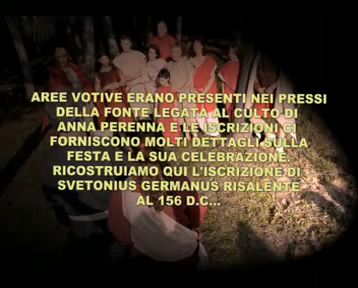 AREE VOTIVE ERANO PRESENTI NEI PRESSI
DELLA FONTE LEGATA AL CULTO DI
ANNA PERENNA E LE ISCRIZIONI CI
FORNISCONO MOLTI DETTAGLI SULLA
FESTA E LA SUA CELEBRAZIONE.
RICOSTRUIAMO QUI L'ISCRIZIONE DI
SVETONIUS GERMANUS RISALENTE
AL 156 D.C...